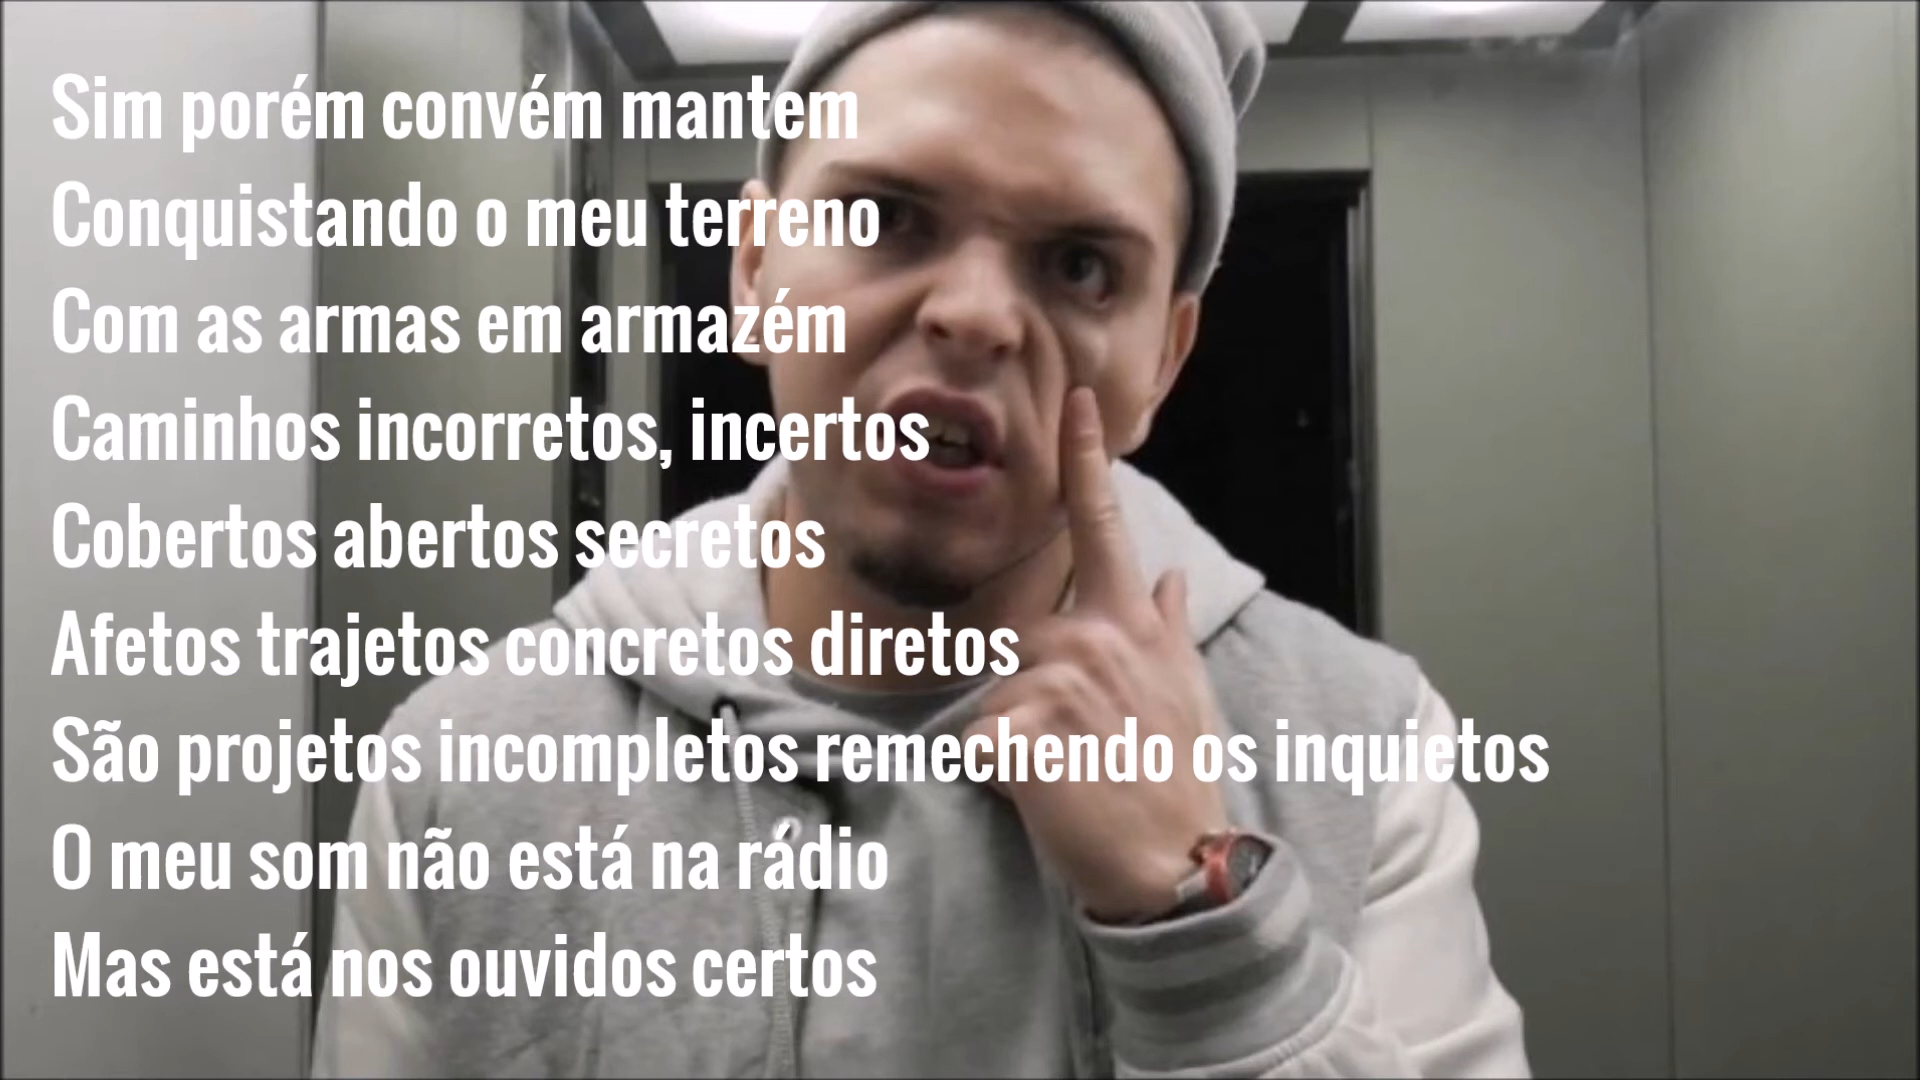 Sim porém convém mantem
Conquistando o meu terreno
Com as armas em armazém
Caminhos incorretos, incertos
Cobertos abertos secretos
Afetos trajetos concretos diretos
São projetos incompletos remechendo os inquietos
O meu som não está na rádio
Mas está nos ouvidos certos